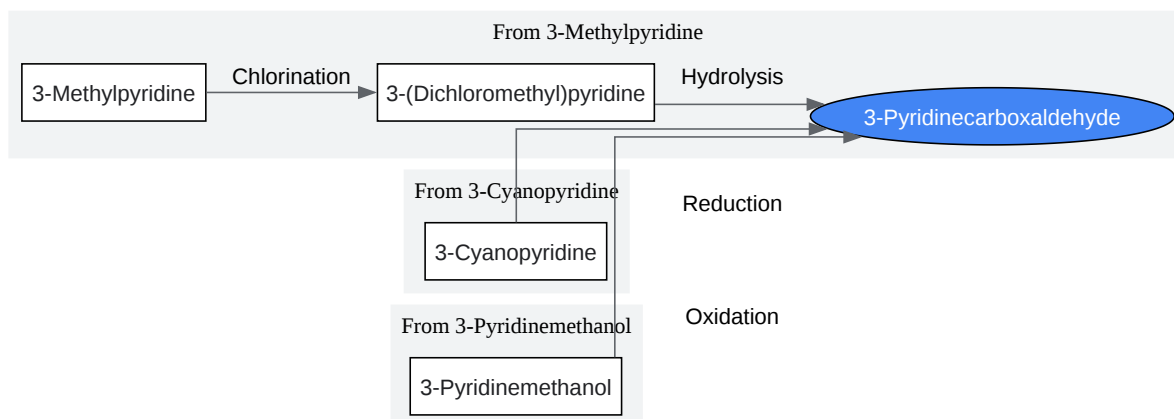 From 3-Methylpyridine
3-Methylpyridine
Chlorination
3-(Dichloromethyl)pyridine
Hydrolysis
3-Pyridinecarboxaldehyde
From 3-Cyanopyridine
3-Cyanopyridine
Reduction
From 3-Pyridinemethanol
3-Pyridinemethanol
Oxidation